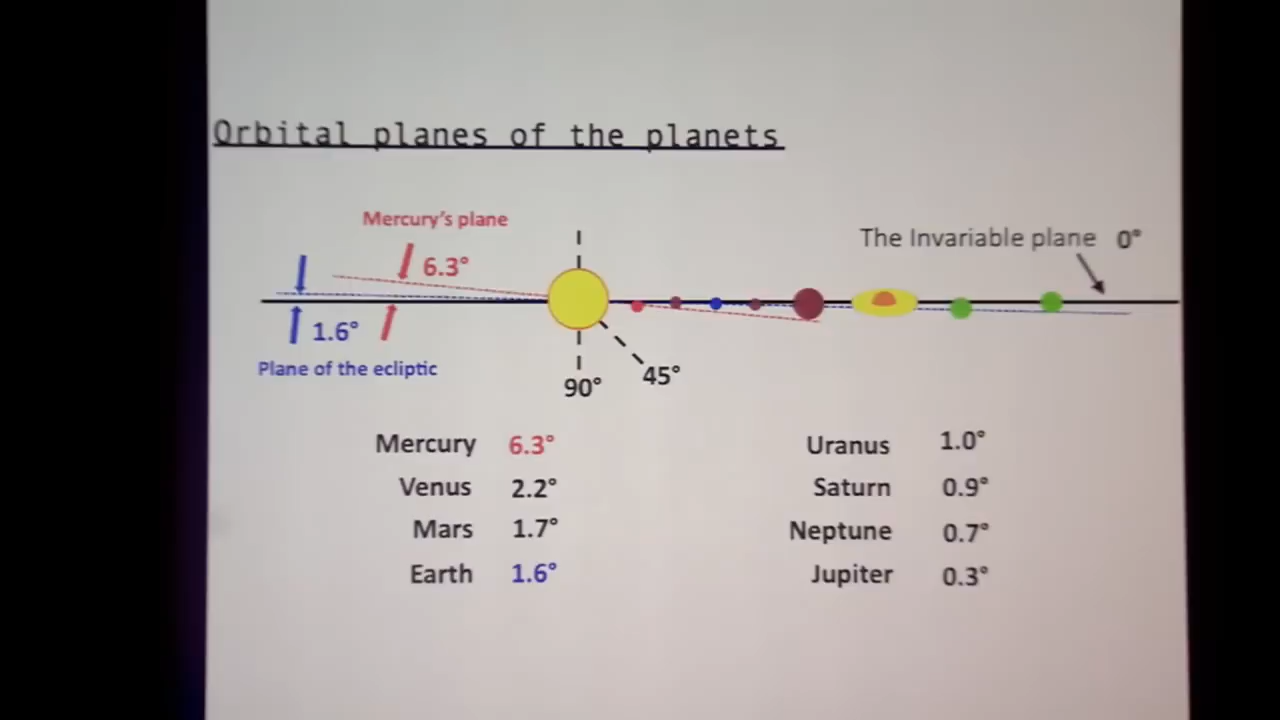 Orbital planes of the planets
Mercury's plane
The Invariable plane 0°
6.3°
1.6°
Plane of the ecliptic
90°
45°
Mercury 6.3°
Venus 2.2°
Mars 1.7°
Earth 1.6°
Uranus 1.0°
Saturn 0.9°
Neptune 0.7°
Jupiter 0.3°